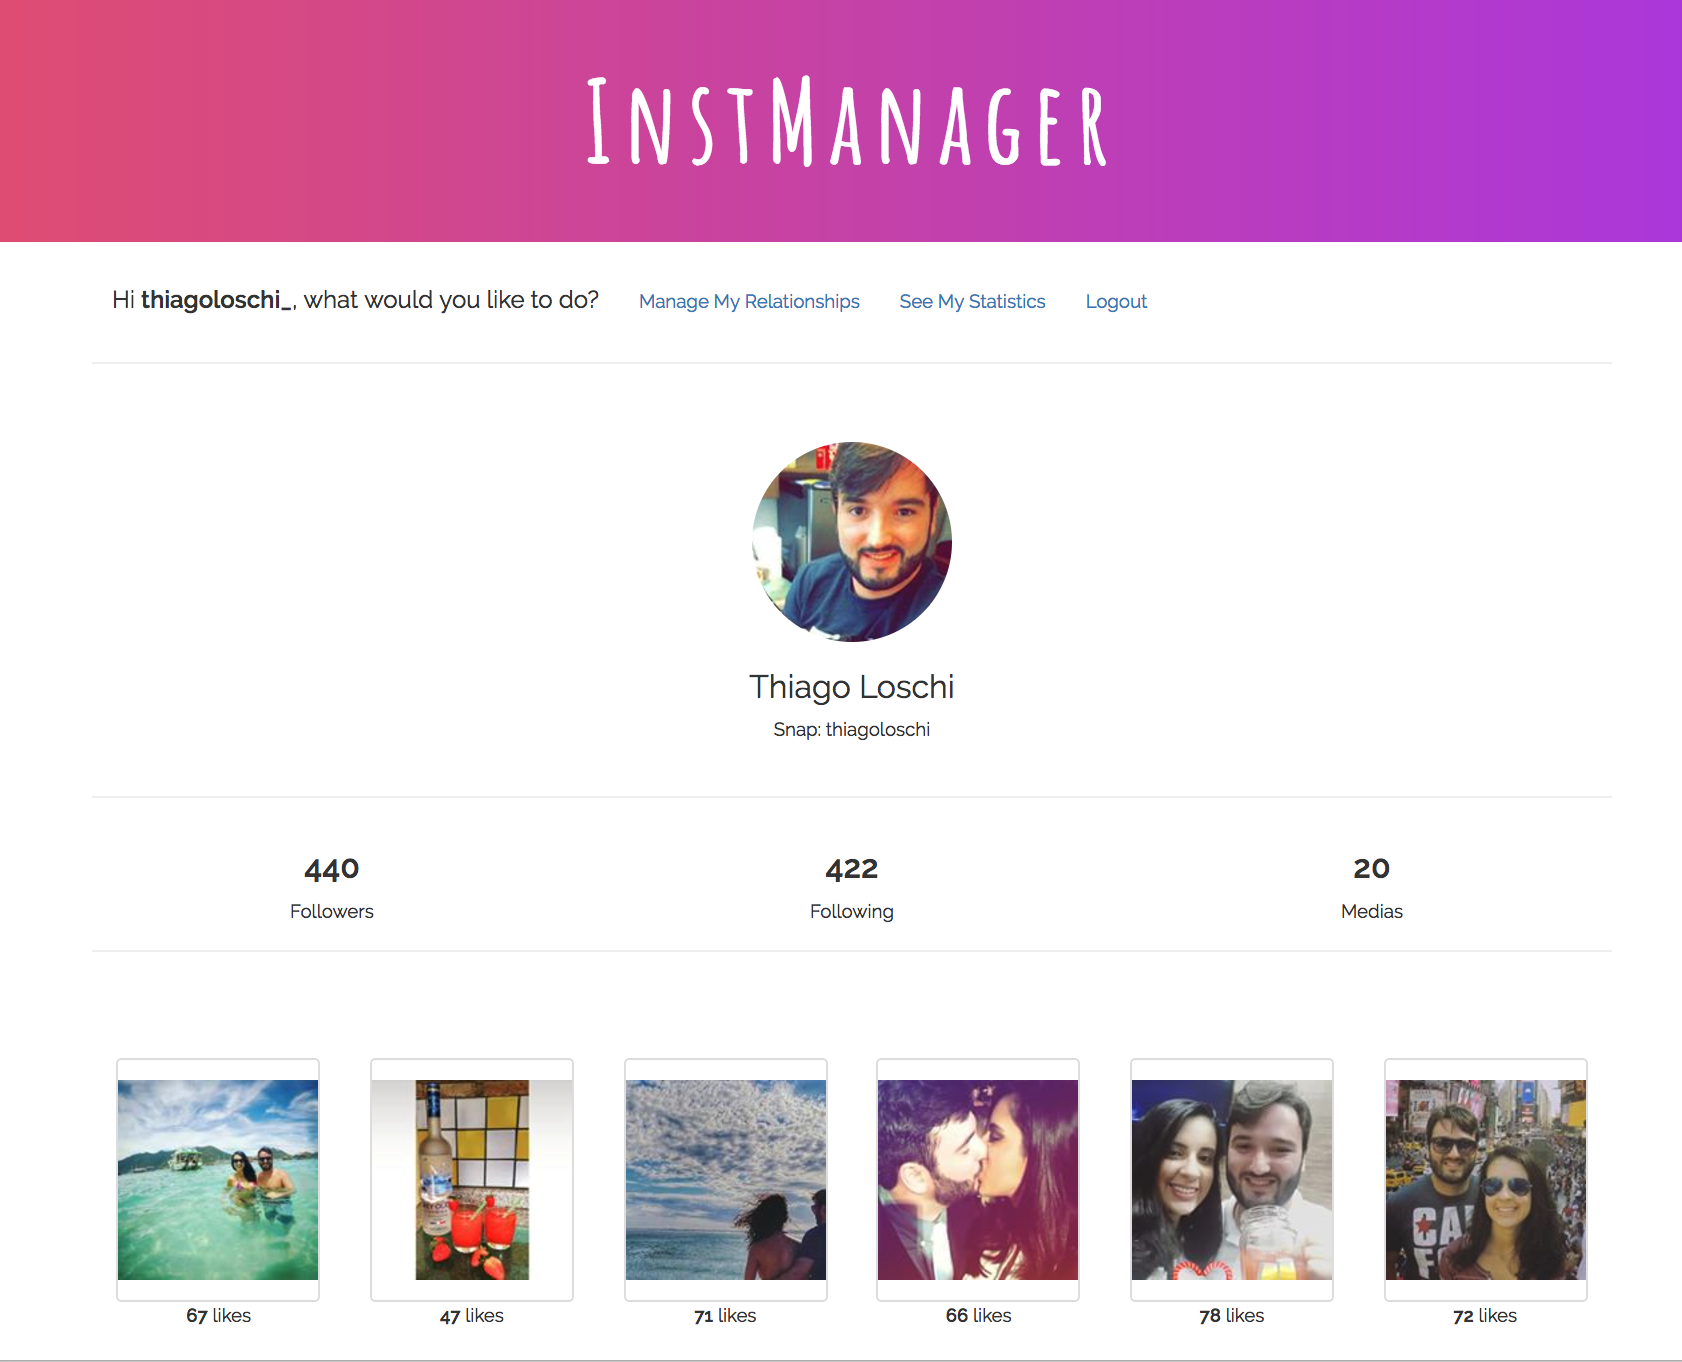 InstManager
Hi thiagoloschi_, what would you like to do? Manage My Relationships See My Statistics Logout
Thiago Loschi
Snap: thiagoloschi
440 422 20
Followers Following Medias
67 likes 47 likes 71 likes 66 likes 78 likes 72 likes